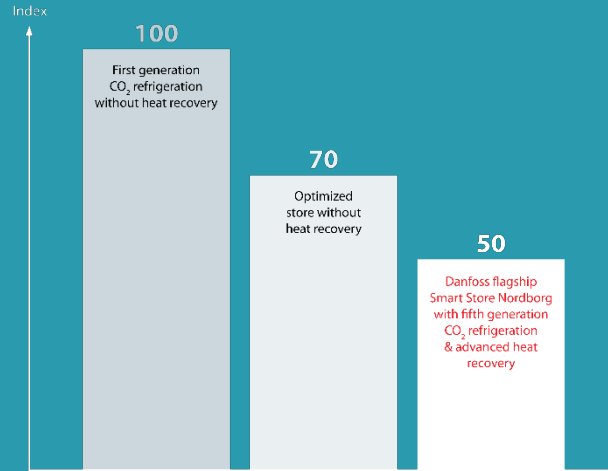 Index
100
First generation
CO₂ refrigeration
without heat recovery
70
Optimized
store without
heat recovery
50
Danfoss flagship
Smart Store Nordborg
with fifth generation
CO₂ refrigeration
& advanced heat
recovery